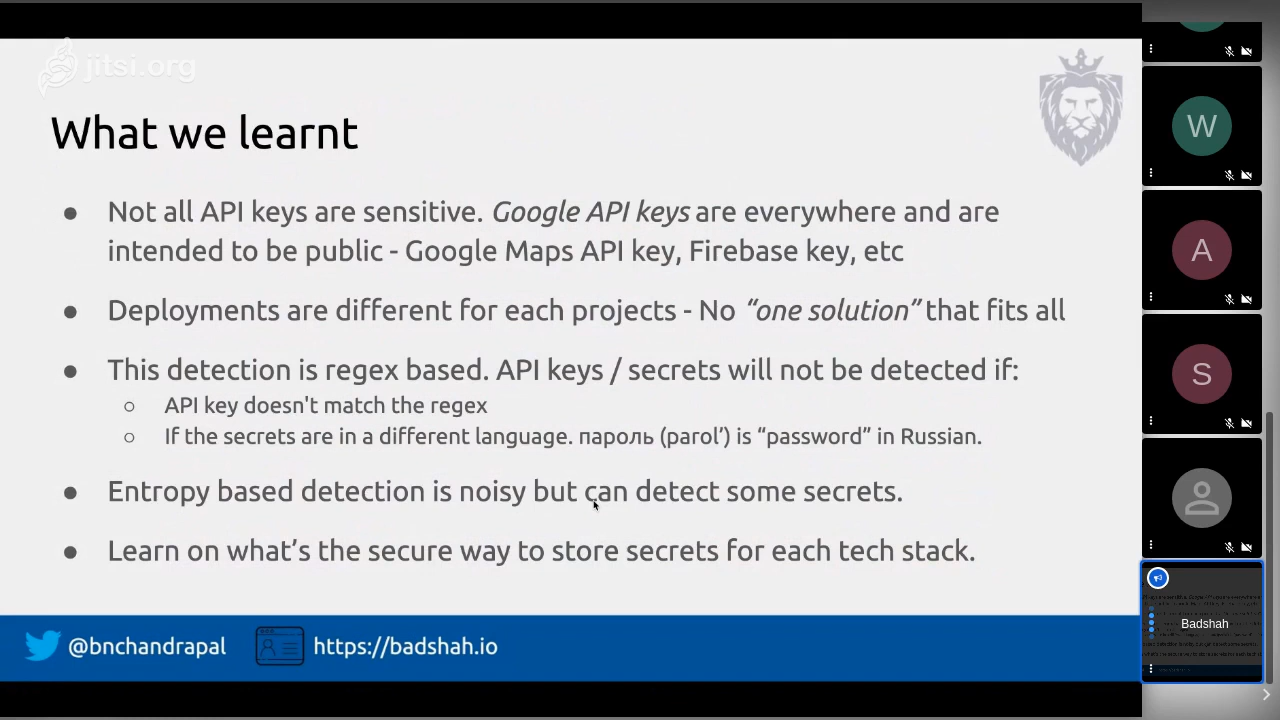 jitsi.org
What we learnt
● Not all API keys are sensitive. Google API keys are everywhere and are
intended to be public - Google Maps API key, Firebase key, etc
● Deployments are different for each projects - No “one solution” that fits all
● This detection is regex based. API keys / secrets will not be detected if:
○ API key doesn't match the regex
○ If the secrets are in a different language. пароль (parol’) is “password” in Russian.
● Entropy based detection is noisy but can detect some secrets.
● Learn on what’s the secure way to store secrets for each tech stack.
@bnchandrapal https://badshah.io
W
A
S
Badshah